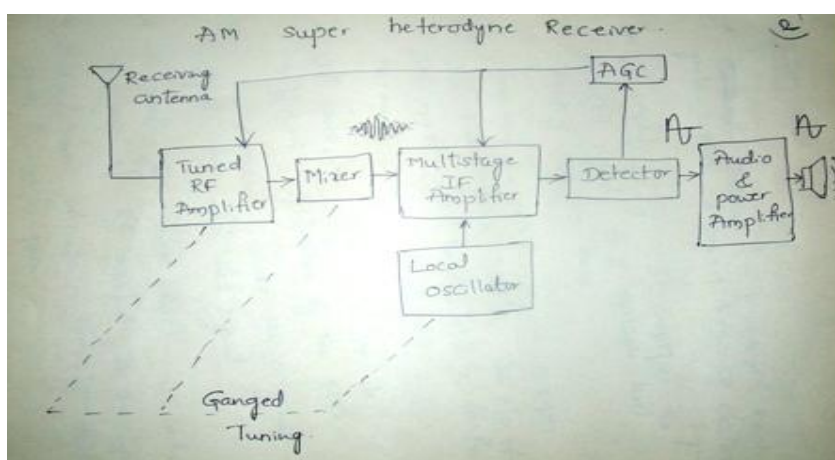 AM super heterodyne Receiver.
2
Receiving
antenna
AGC
Tuned
RF
Amplifier
Mixer
Multistage
IF
Amplifier
Detector
Audio
&
power
Amplifier
Local
Oscillator
Ganged
Tuning.